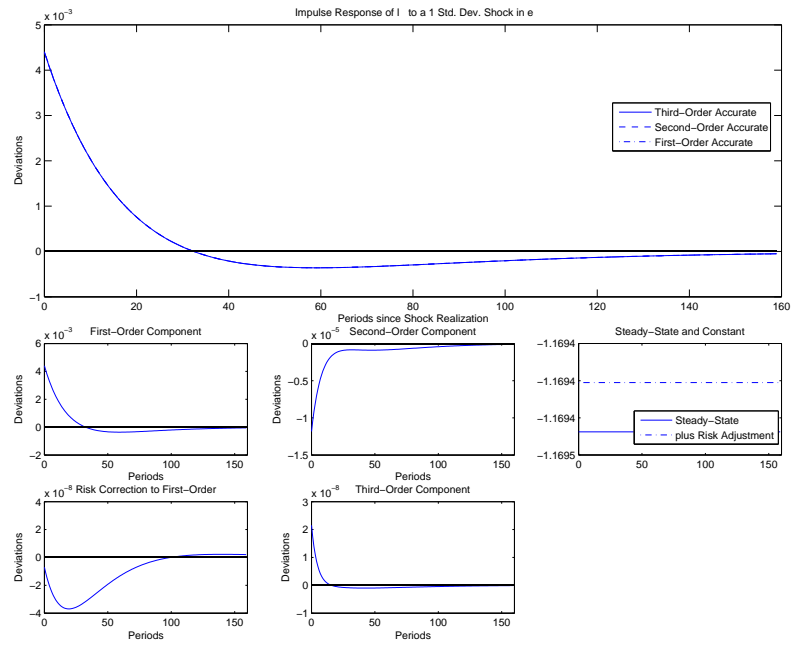 Impulse Response of l to a 1 Std. Dev. Shock in e
x 10⁻³
5
4
3
2
1
0
−1
Deviations
0 20 40 60 80 100 120 140 160
Periods since Shock Realization
Third−Order Accurate
Second−Order Accurate
First−Order Accurate
First−Order Component
x 10⁻³
6
4
2
0
−2
Deviations
0 50 100 150
Periods
Second−Order Component
x 10⁻⁵
0
−0.5
−1
−1.5
Deviations
0 50 100 150
Steady−State and Constant
−1.1694
−1.1694
−1.1694
−1.1695
0 50 100 150
Steady−State
plus Risk Adjustment
Risk Correction to First−Order
x 10⁻⁸
4
2
0
−2
−4
Deviations
0 50 100 150
Periods
Third−Order Component
x 10⁻⁸
3
2
1
0
−1
Deviations
0 50 100 150
Periods